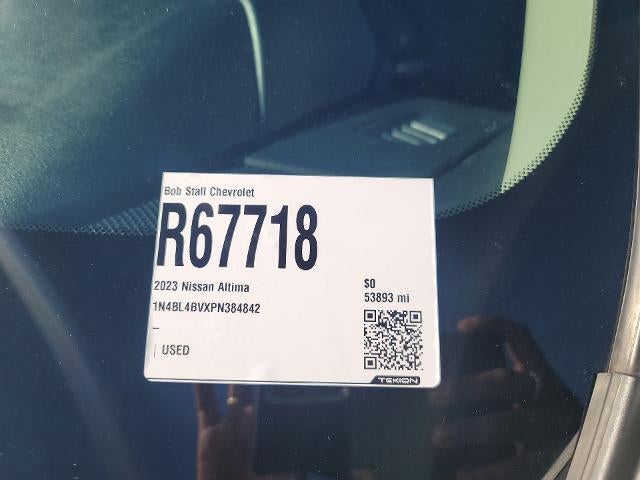 Bob Stall Chevrolet
R67718
2023 Nissan Altima
1N4BL4BVXPN384842
$0
53893 mi
USED
TEKION